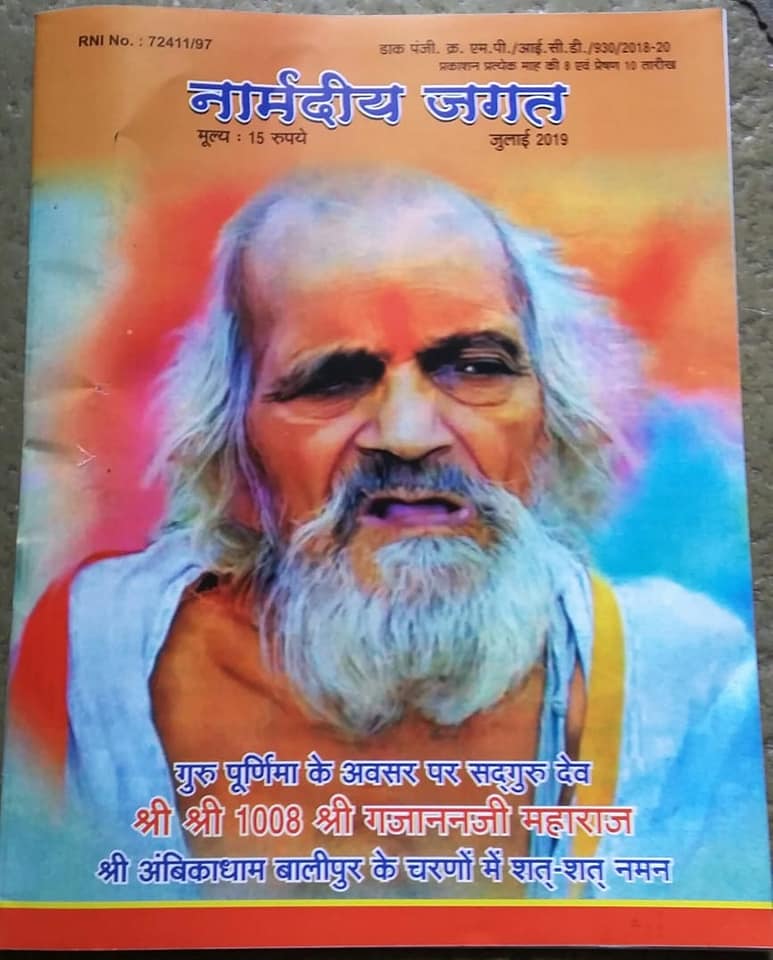 RNI No. : 72411/97
डाक पंजी. क्र. एम.पी./आई.सी.डी./930/2018-20
प्रकाशन प्रत्येक माह की 8 एवं प्रेषण 10 तारीख
नार्मदीय जगत
मूल्य : 15 रुपये
जुलाई 2019
गुरु पूर्णिमा के अवसर पर सद्‌गुरु देव
श्री श्री 1008 श्री गजाननजी महाराज
श्री अंबिकाधाम बालीपुर के चरणों में शत्-शत् नमन